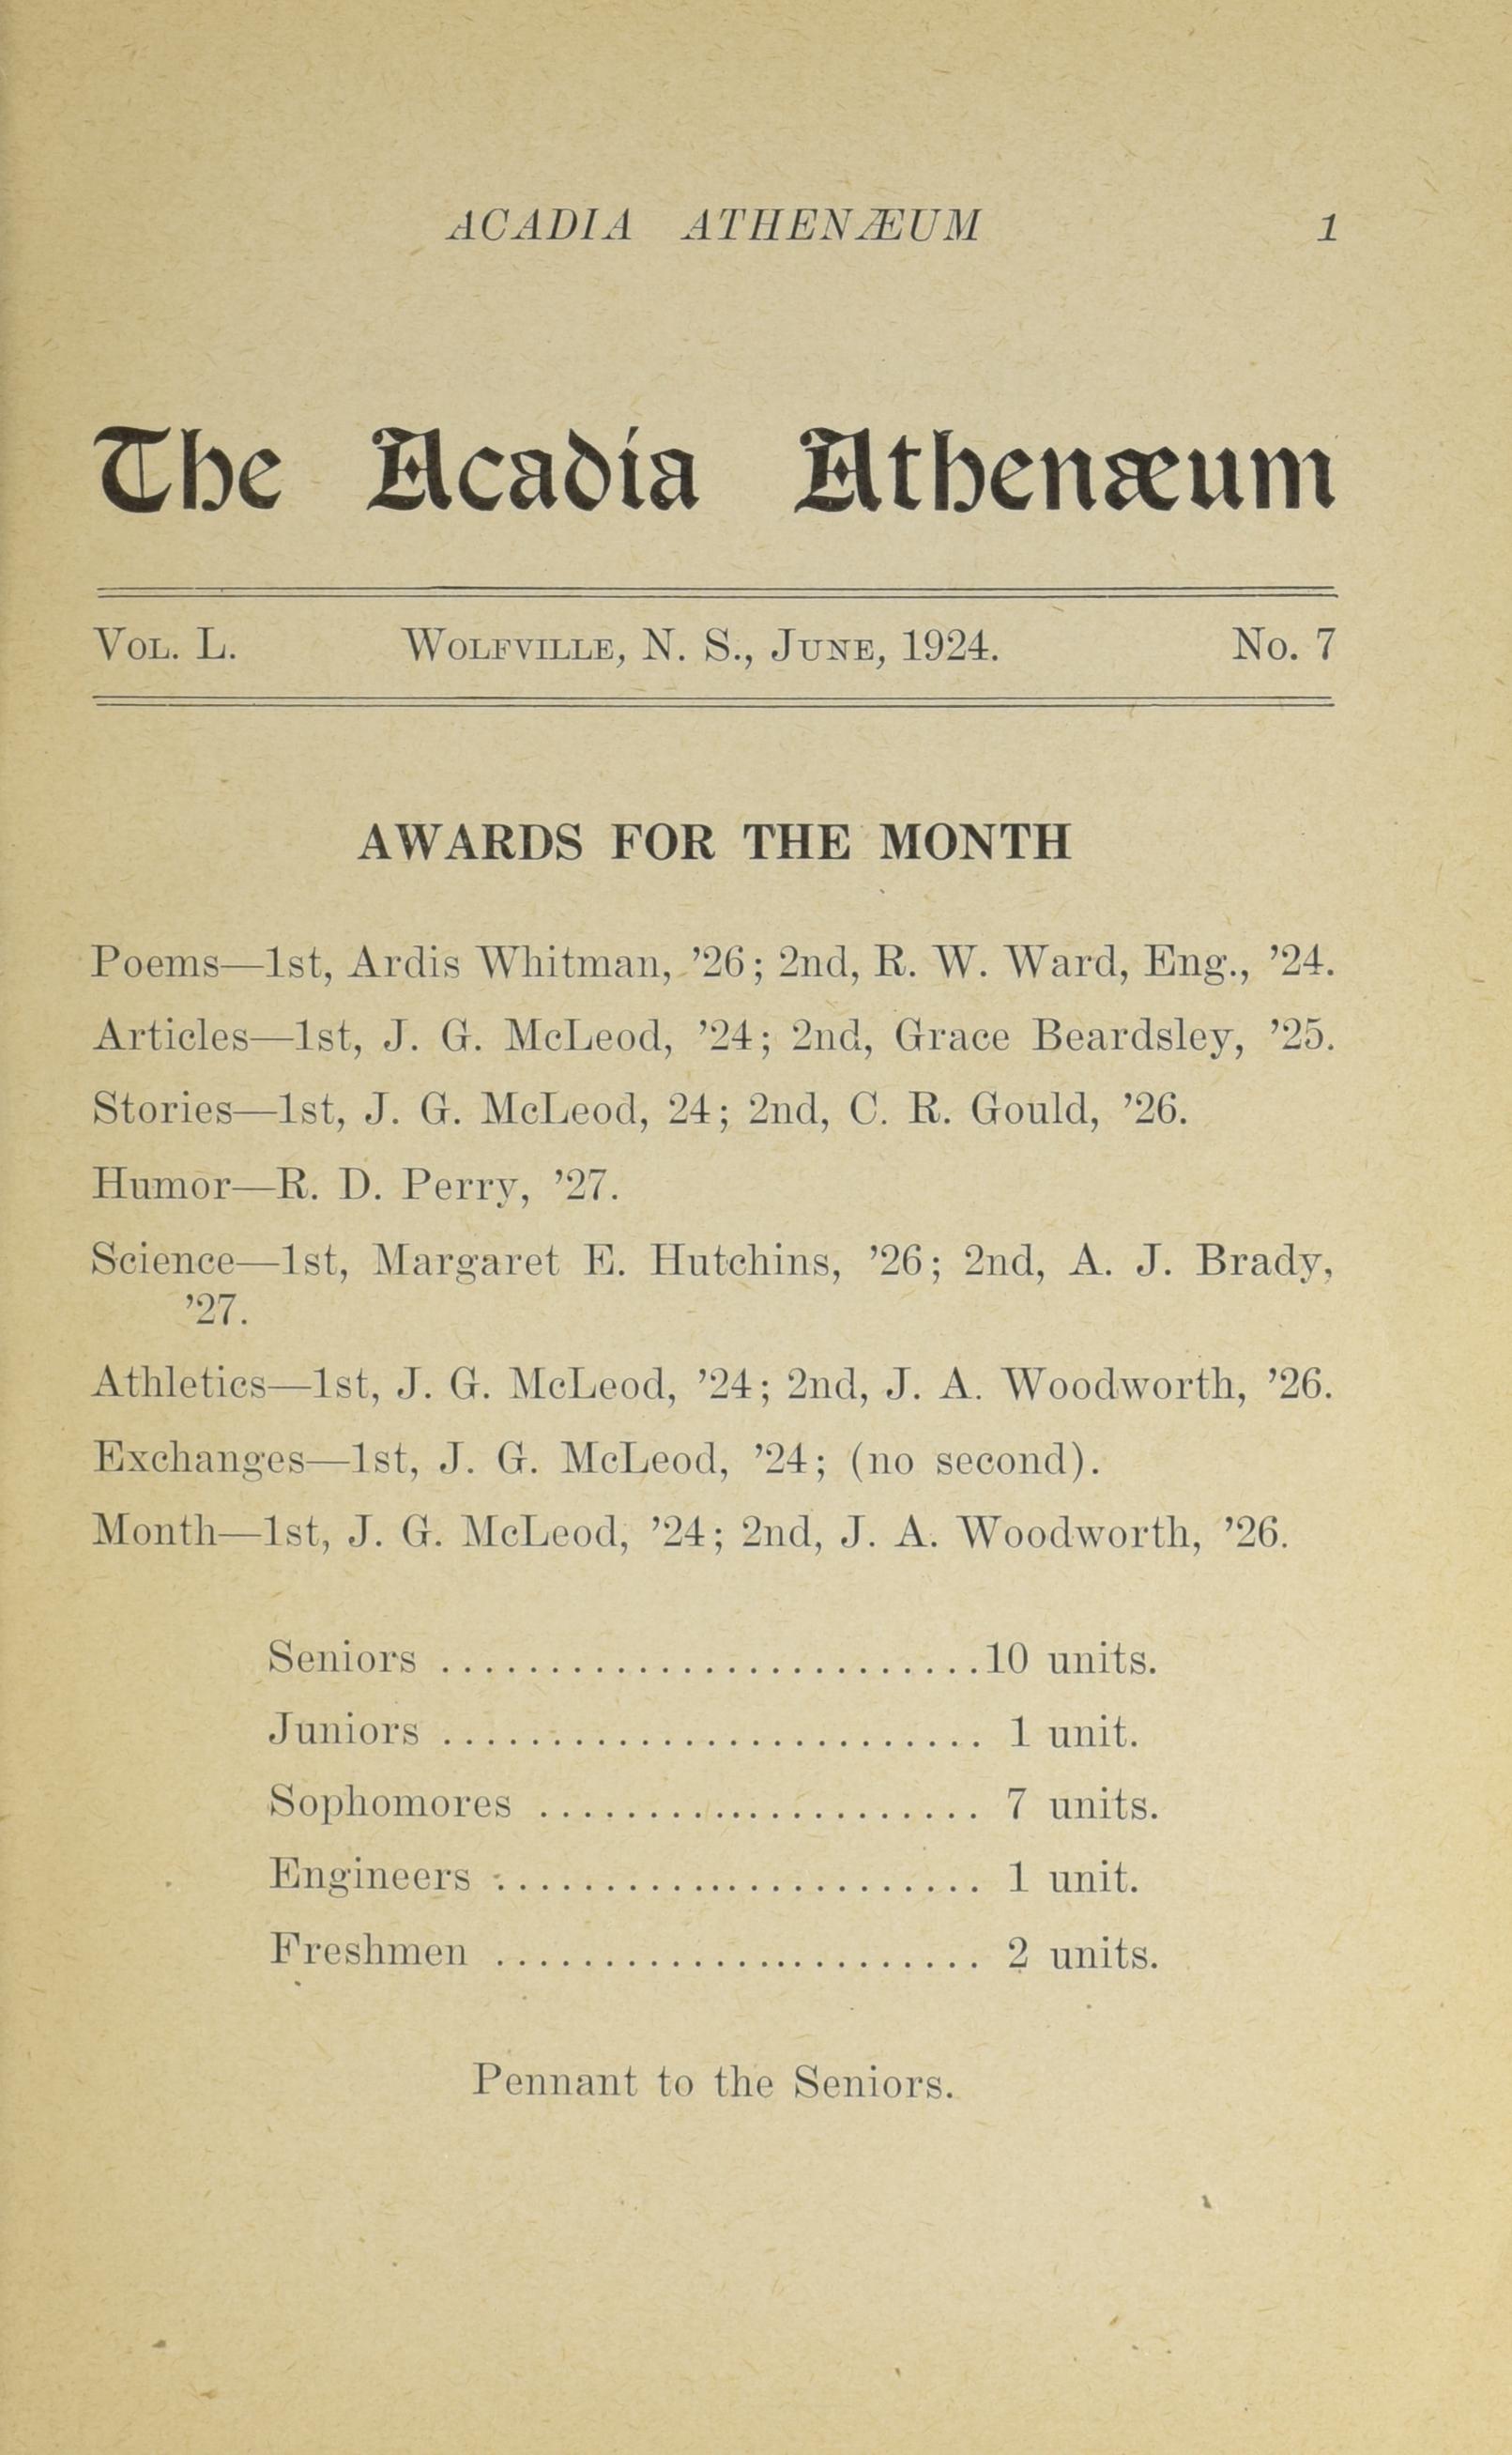 ACADIA ATHENÆUM 1
The Acadia Athenæum
VOL. L. WOLFVILLE, N. S., JUNE, 1924. No. 7
AWARDS FOR THE MONTH
Poems—1st, Ardis Whitman, ’26; 2nd, R. W. Ward, Eng., ’24.
Articles—1st, J. G. McLeod, ’24; 2nd, Grace Beardsley, ’25.
Stories—1st, J. G. McLeod, 24; 2nd, C. R. Gould, ’26.
Humor—R. D. Perry, ’27.
Science—1st, Margaret E. Hutchins, ’26; 2nd, A. J. Brady,
’27.
Athletics—1st, J. G. McLeod, ’24; 2nd, J. A. Woodworth, ’26.
Exchanges—1st, J. G. McLeod, ’24; (no second).
Month—1st, J. G. McLeod, ’24; 2nd, J. A. Woodworth, ’26.
Seniors ..............................10 units.
Juniors .............................. 1 unit.
Sophomores ........................ 7 units.
Engineers ........................... 1 unit.
Freshmen ........................... 2 units.
Pennant to the Seniors.